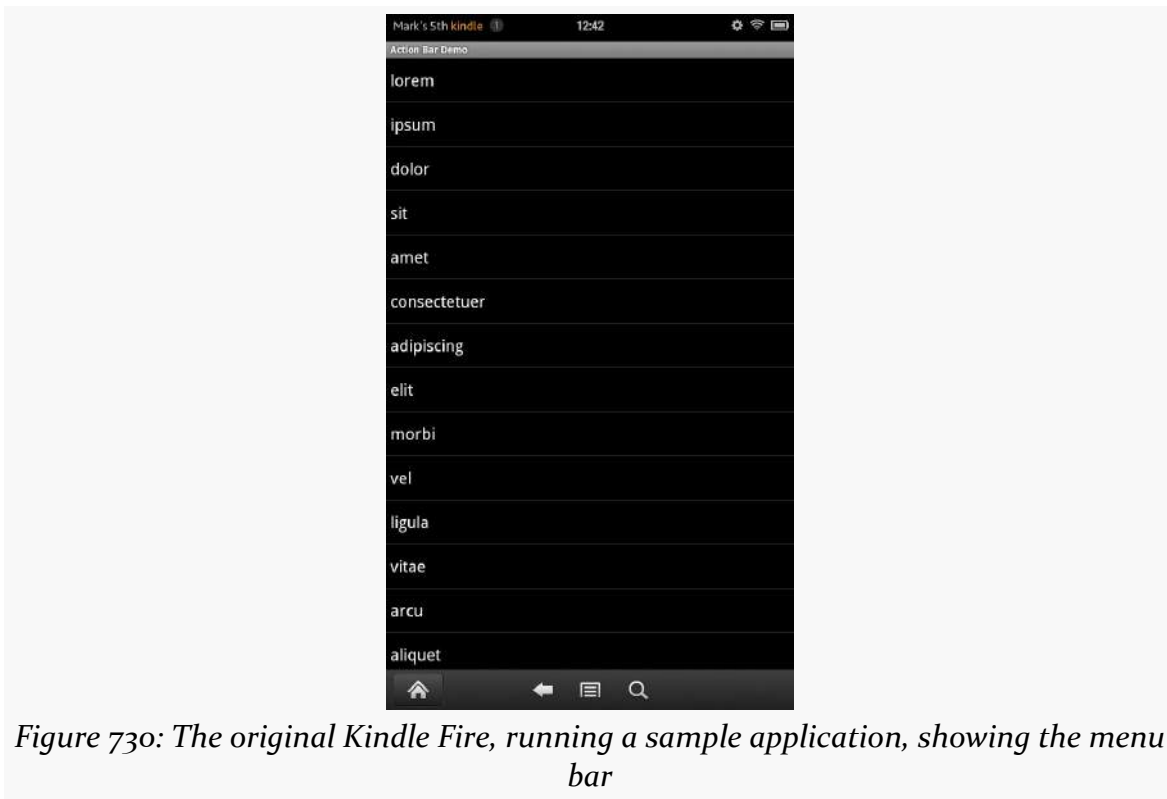 Mark's 5th kindle 1 12:42
Action Bar Demo
lorem
ipsum
dolor
sit
amet
consectetuer
adipiscing
elit
morbi
vel
ligula
vitae
arcu
aliquet
Figure 730: The original Kindle Fire, running a sample application, showing the menu
bar